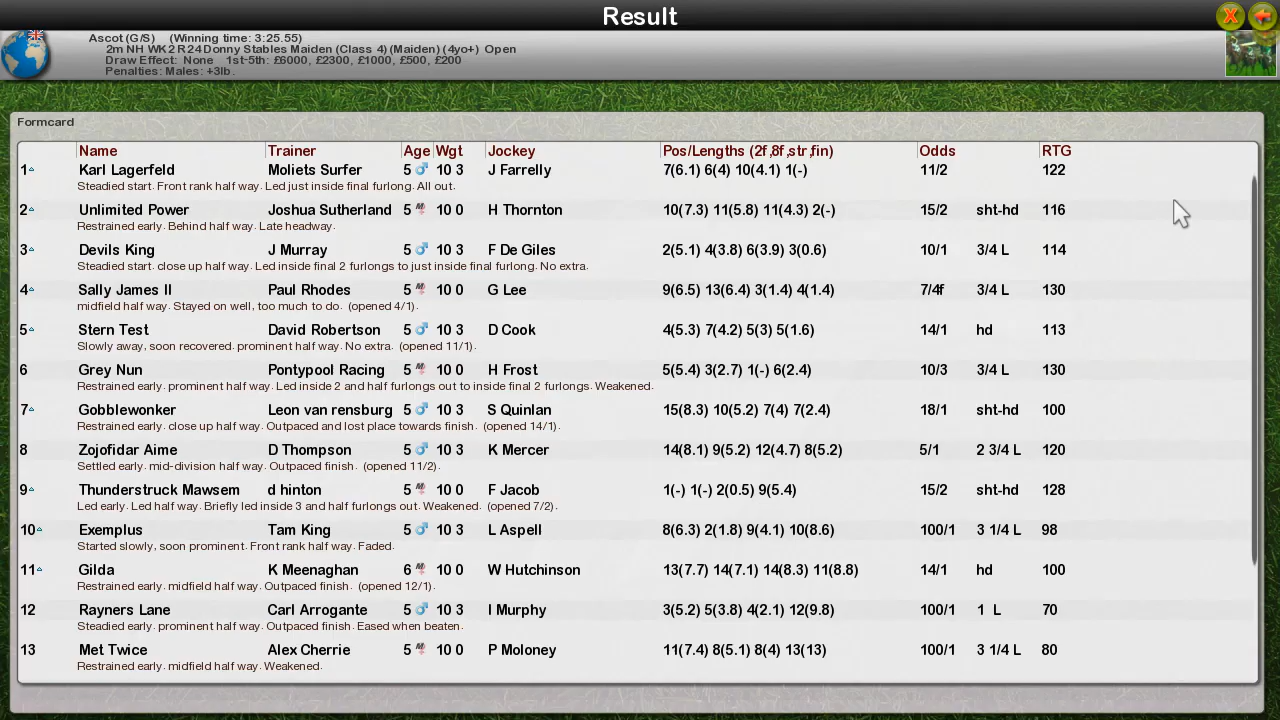 Result
X
Ascot (G/S) (Winning time: 3:25.55)
2m NH WK2 R24 Donny Stables Maiden (Class 4) (Maiden) (4yo+) Open
Draw Effect: None 1st-5th: £6000, £2300, £1000, £500, £200
Penalties: Males: +3lb.
Formcard
Name Trainer Age Wgt Jockey Pos/Lengths (2f,8f,str,fin) Odds RTG
1 Karl Lagerfeld Moliets Surfer 5 10 3 J Farrelly 7(6.1) 6(4) 10(4.1) 1(-) 11/2 122
Steadied start. Front rank half way. Led just inside final furlong. All out.
2 Unlimited Power Joshua Sutherland 5 10 0 H Thornton 10(7.3) 11(5.8) 11(4.3) 2(-) 15/2 sht-hd 116
Restrained early. Behind half way. Late headway.
3 Devils King J Murray 5 10 3 F De Giles 2(5.1) 4(3.8) 6(3.9) 3(0.6) 10/1 3/4 L 114
Steadied start. close up half way. Led inside final 2 furlongs to just inside final furlong. No extra.
4 Sally James II Paul Rhodes 5 10 0 G Lee 9(6.5) 13(6.4) 3(1.4) 4(1.4) 7/4f 3/4 L 130
midfield half way. Stayed on well, too much to do. (opened 4/1).
5 Stern Test David Robertson 5 10 3 D Cook 4(5.3) 7(4.2) 5(3) 5(1.6) 14/1 hd 113
Slowly away, soon recovered. prominent half way. No extra. (opened 11/1).
6 Grey Nun Pontypool Racing 5 10 0 H Frost 5(5.4) 3(2.7) 1(-) 6(2.4) 10/3 3/4 L 130
Restrained early. prominent half way. Led inside 2 and half furlongs out to inside final 2 furlongs. Weakened.
7 Gobblewonker Leon van rensburg 5 10 3 S Quinlan 15(8.3) 10(5.2) 7(4) 7(2.4) 18/1 sht-hd 100
Restrained early. close up half way. Outpaced and lost place towards finish. (opened 14/1).
8 Zojofidar Aime D Thompson 5 10 3 K Mercer 14(8.1) 9(5.2) 12(4.7) 8(5.2) 5/1 2 3/4 L 120
Settled early. mid-division half way. Outpaced finish. (opened 11/2).
9 Thunderstruck Mawsem d hinton 5 10 0 F Jacob 1(-) 1(-) 2(0.5) 9(5.4) 15/2 sht-hd 128
Led early. Led half way. Briefly led inside 3 and half furlongs out. Weakened. (opened 7/2).
10 Exemplus Tam King 5 10 3 L Aspell 8(6.3) 2(1.8) 9(4.1) 10(8.6) 100/1 3 1/4 L 98
Started slowly, soon prominent. Front rank half way. Faded.
11 Gilda K Meenaghan 6 10 0 W Hutchinson 13(7.7) 14(7.1) 14(8.3) 11(8.8) 14/1 hd 100
Restrained early. midfield half way. Outpaced finish. (opened 12/1).
12 Rayners Lane Carl Arrogante 5 10 3 I Murphy 3(5.2) 5(3.8) 4(2.1) 12(9.8) 100/1 1 L 70
Steadied early. prominent half way. Outpaced finish. Eased when beaten.
13 Met Twice Alex Cherrie 5 10 0 P Moloney 11(7.4) 8(5.1) 8(4) 13(13) 100/1 3 1/4 L 80
Restrained early. midfield half way. Weakened.